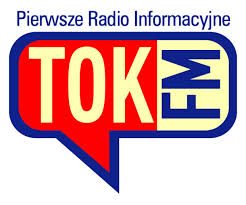 Pierwsze Radio Informacyjne
TOK FM